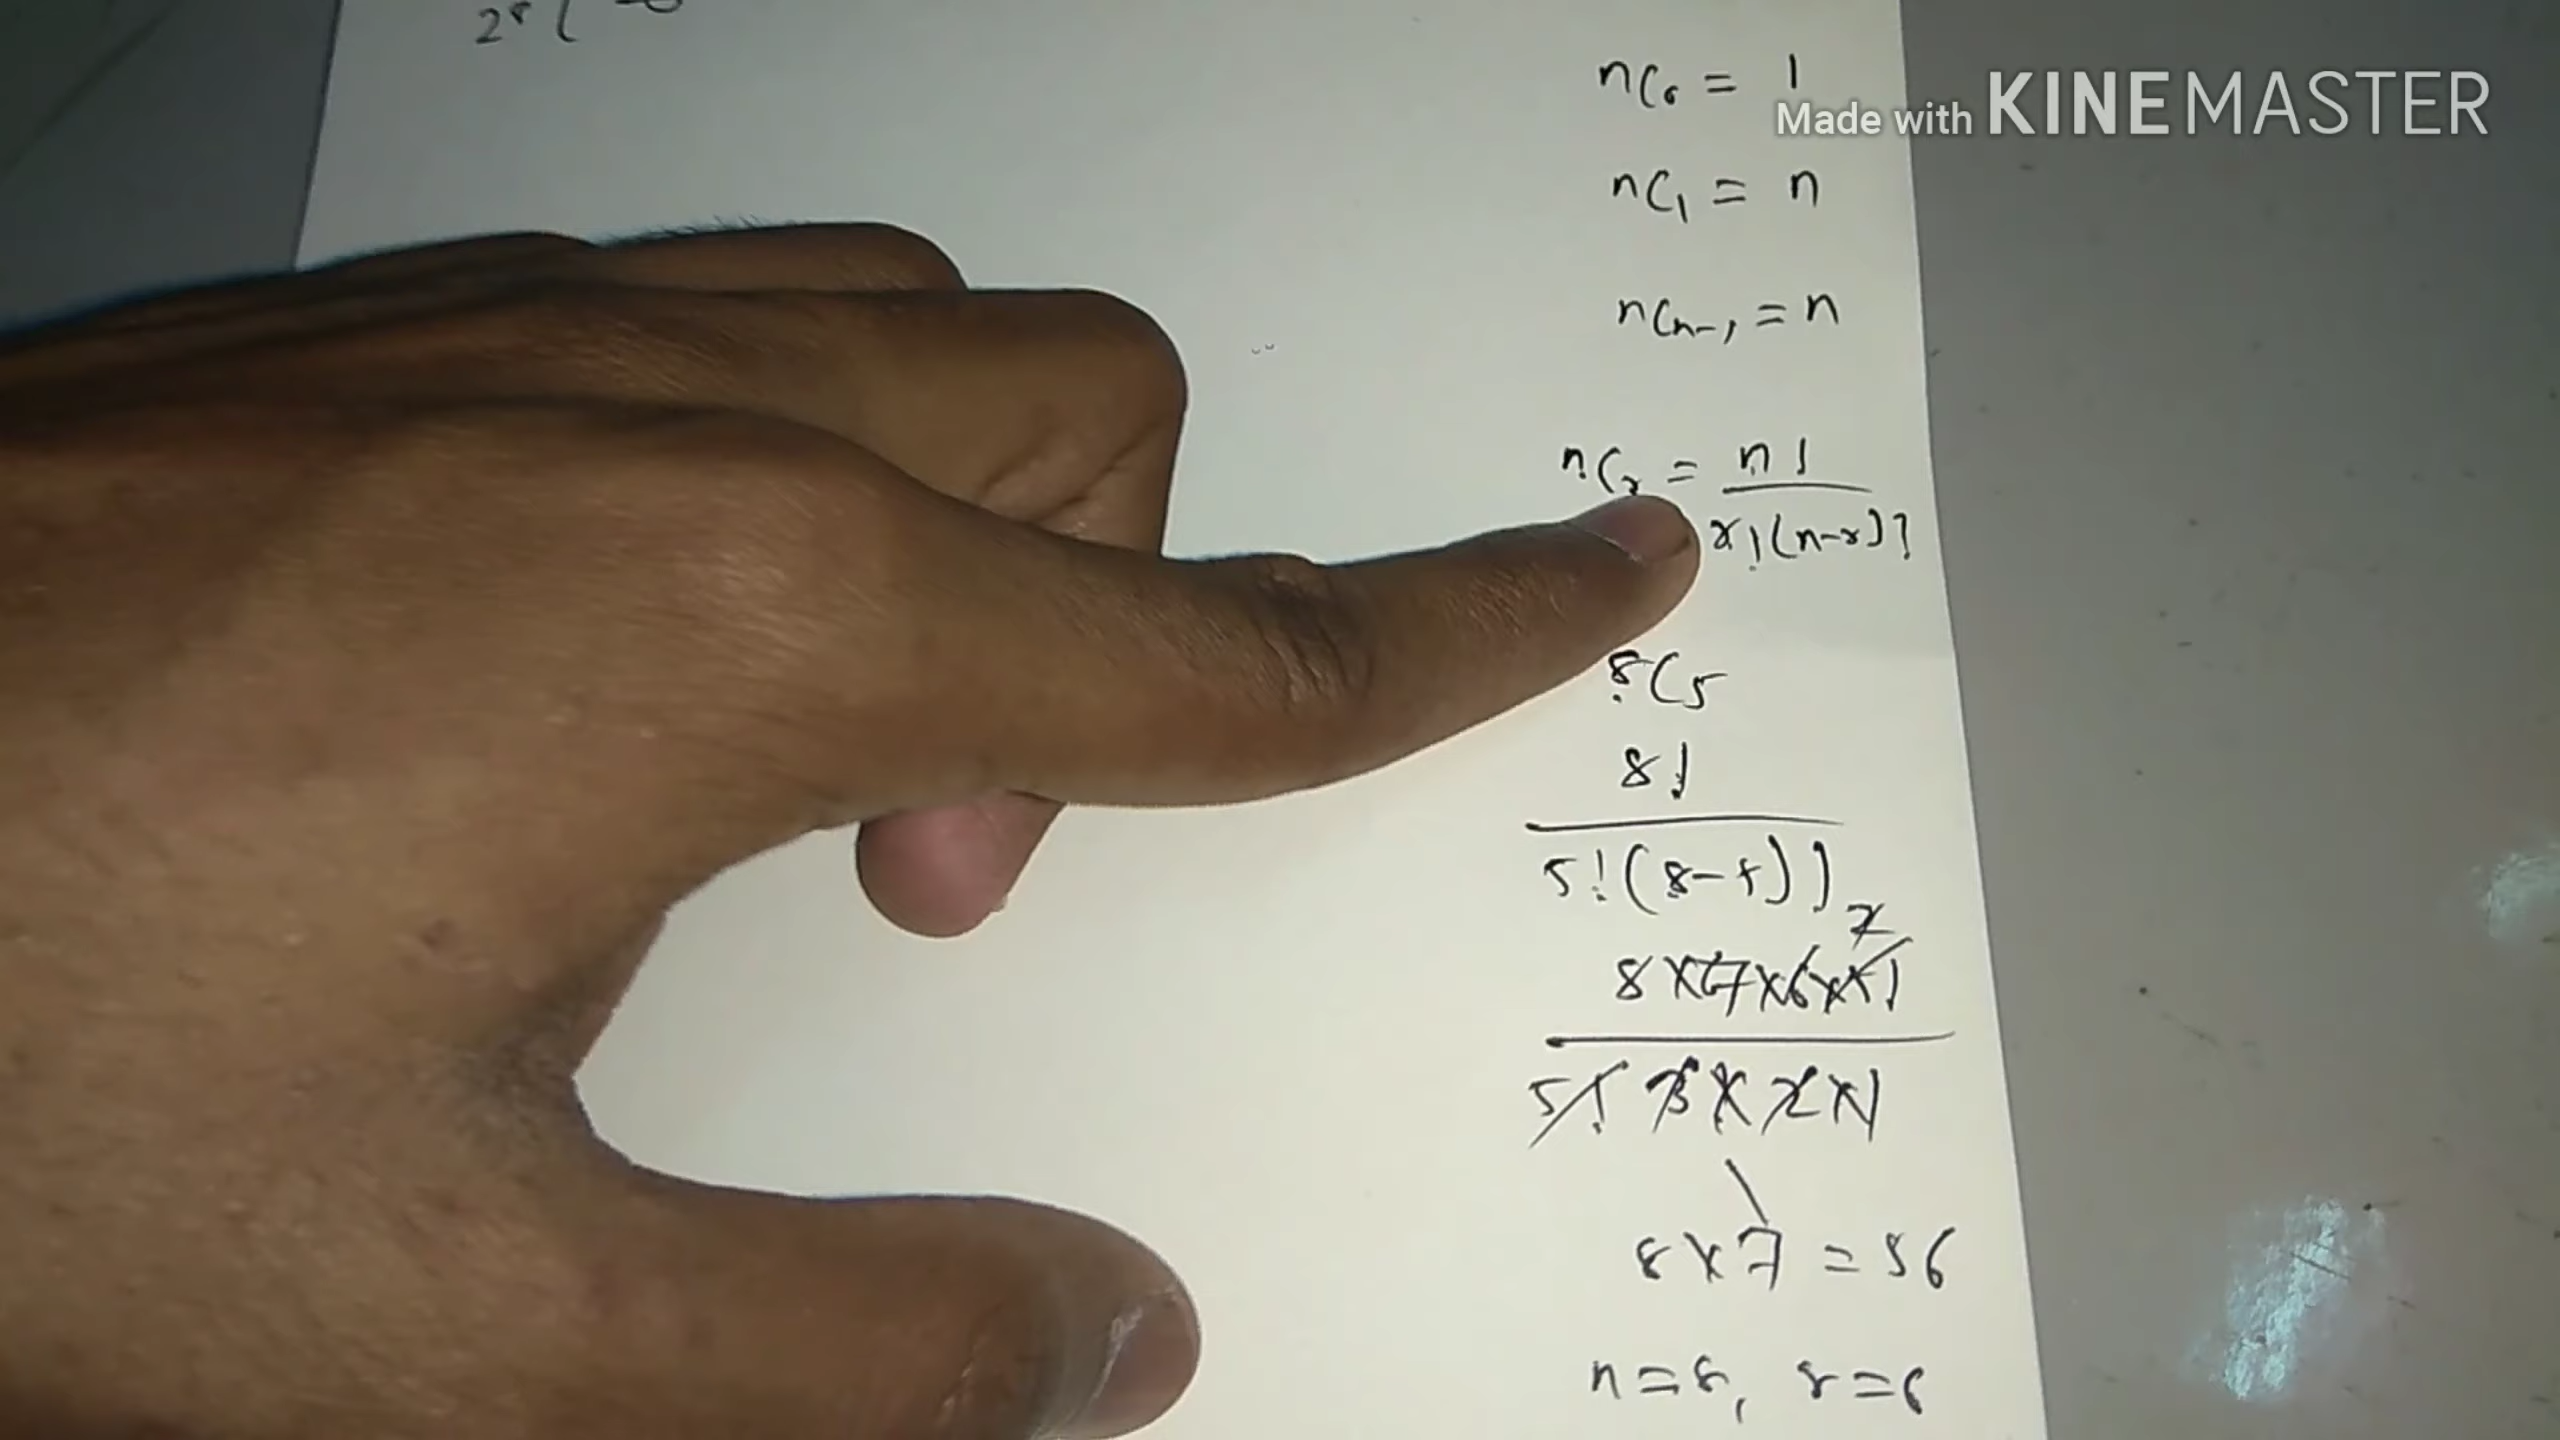 nC₀ = 1
Made with KINEMASTER
nC₁ = n
nCn-1 = n
nCr = n!
r!(n-r)!
8C5
8!
5!(8-5)!
8×7×6×5!
5! 3×2×1
8×7 = 56
n=8, r=6